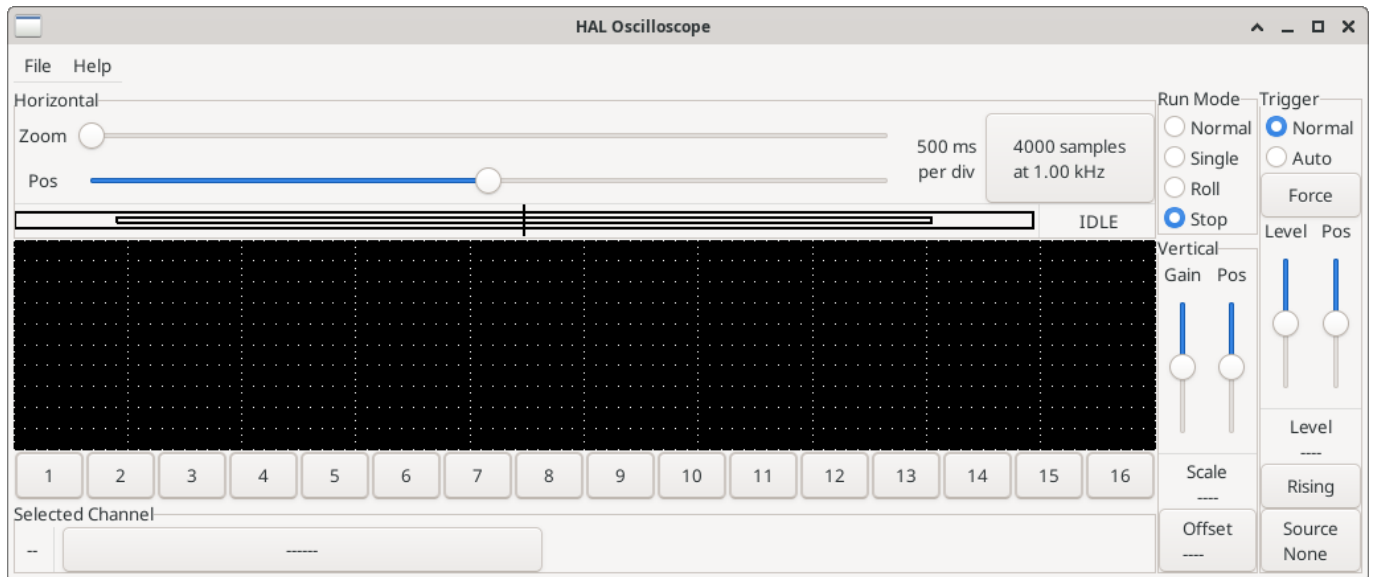 HAL Oscilloscope
File Help
Horizontal
Zoom
Pos
500 ms
per div
4000 samples
at 1.00 kHz
IDLE
Run Mode
Normal
Single
Roll
Stop
Trigger
Normal
Auto
Force
Level Pos
Level
----
Rising
Source
None
Vertical
Gain Pos
Scale
----
Offset
----
1 2 3 4 5 6 7 8 9 10 11 12 13 14 15 16
Selected Channel
-- ------